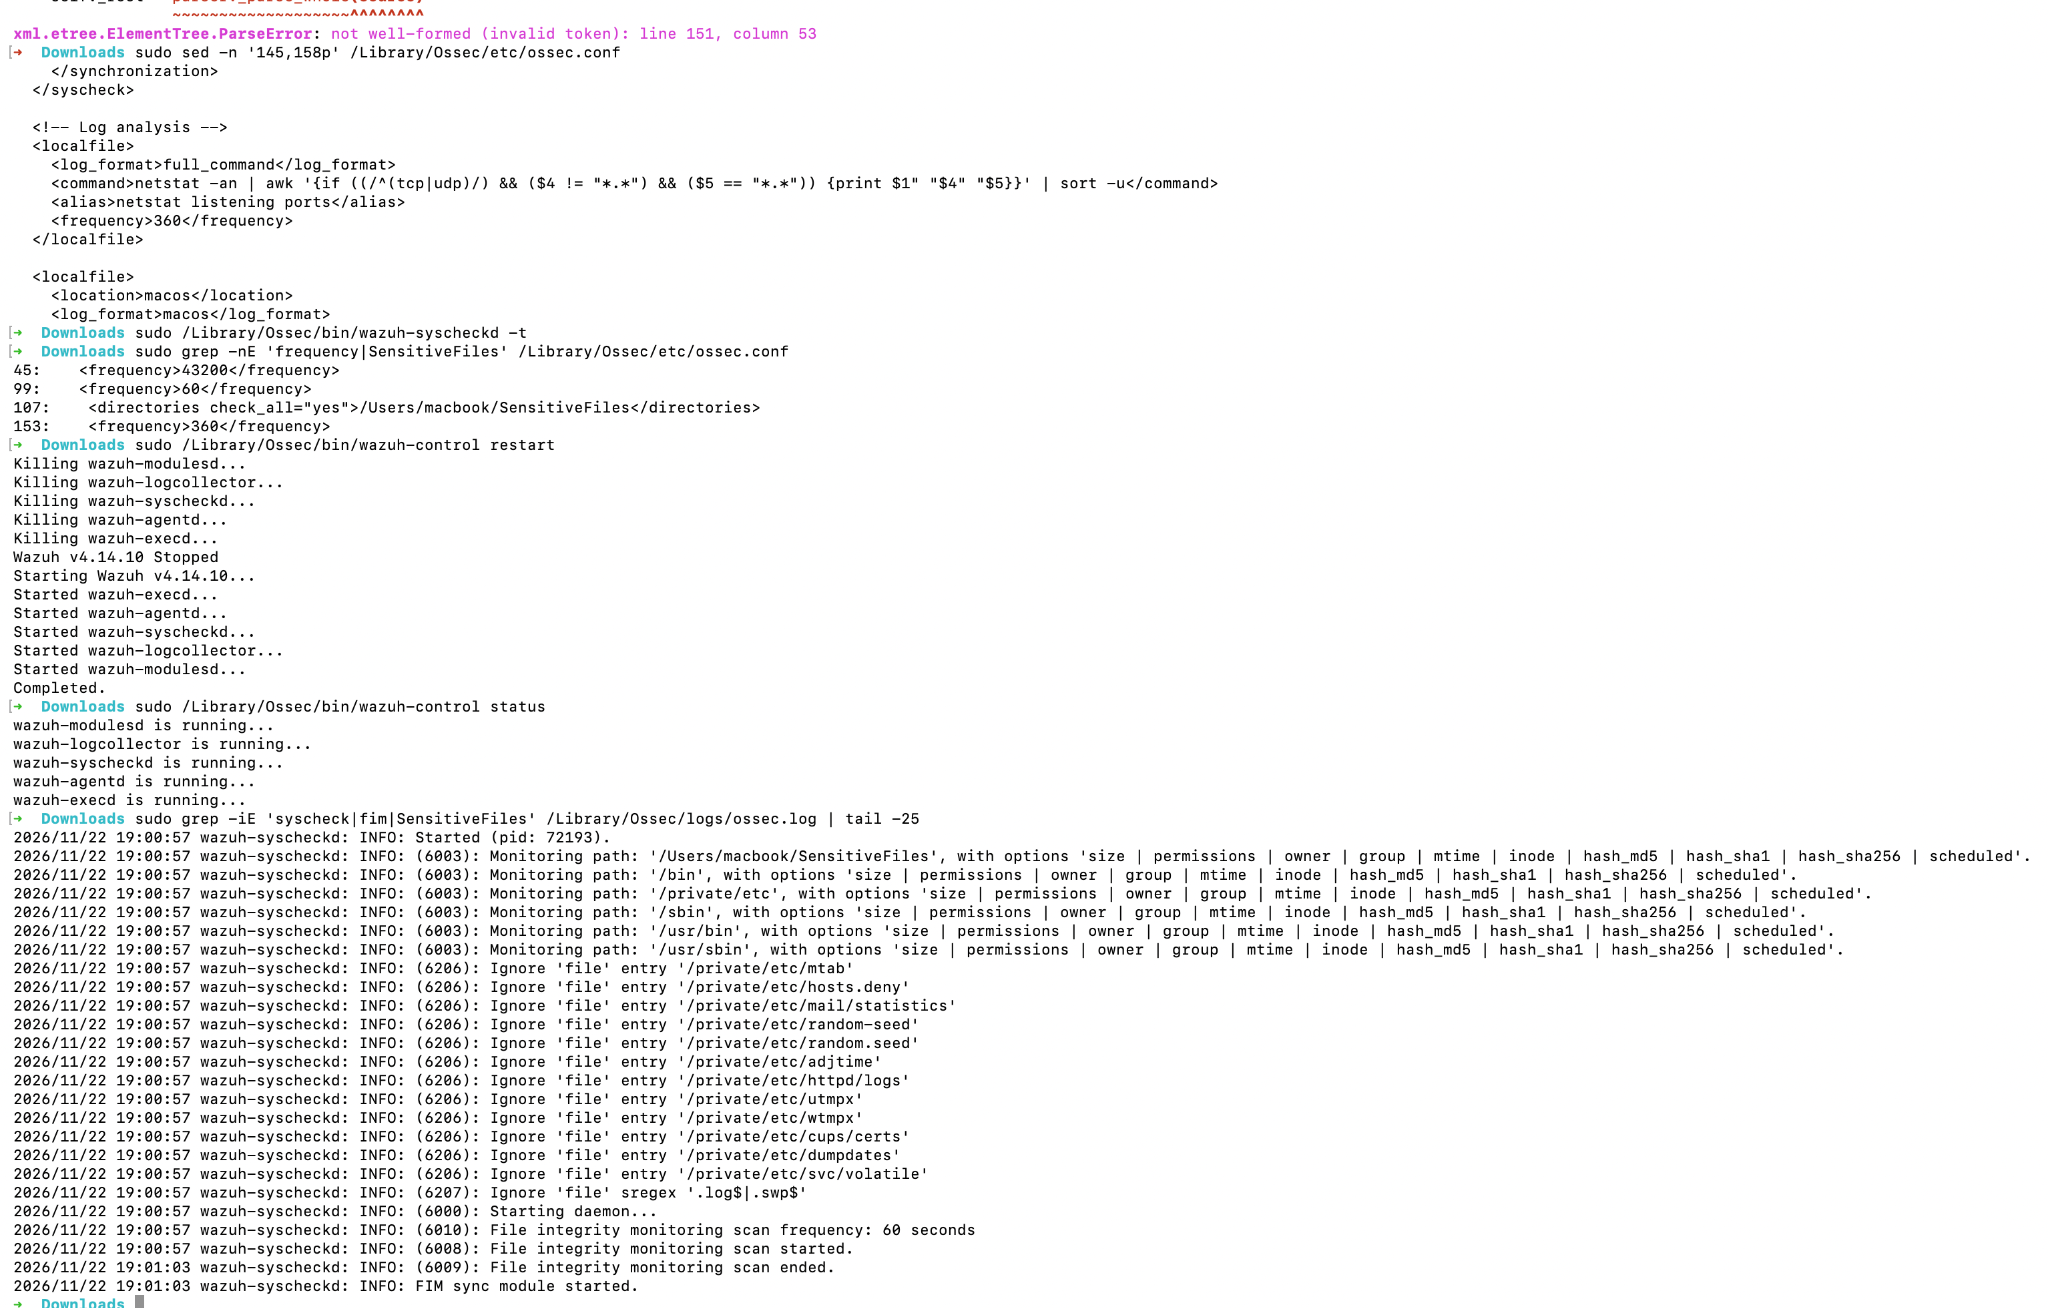 xml.etree.ElementTree.ParseError: not well-formed (invalid token): line 151, column 53
[➜  Downloads sudo sed -n '145,158p' /Library/Ossec/etc/ossec.conf
    </synchronization>
  </syscheck>
  <!-- Log analysis -->
  <localfile>
    <log_format>full_command</log_format>
    <command>netstat -an | awk '{if ((/^(tcp|udp)/) && ($4 != "*.*") && ($5 == "*.*")) {print $1" "$4" "$5}}' | sort -u</command>
    <alias>netstat listening ports</alias>
    <frequency>360</frequency>
  </localfile>
  <localfile>
    <location>macos</location>
    <log_format>macos</log_format>
[➜  Downloads sudo /Library/Ossec/bin/wazuh-syscheckd -t
[➜  Downloads sudo grep -nE 'frequency|SensitiveFiles' /Library/Ossec/etc/ossec.conf
45:    <frequency>43200</frequency>
99:    <frequency>60</frequency>
107:     <directories check_all="yes">/Users/macbook/SensitiveFiles</directories>
153:    <frequency>360</frequency>
[➜  Downloads sudo /Library/Ossec/bin/wazuh-control restart
Killing wazuh-modulesd...
Killing wazuh-logcollector...
Killing wazuh-syscheckd...
Killing wazuh-agentd...
Killing wazuh-execd...
Wazuh v4.14.10 Stopped
Starting Wazuh v4.14.10...
Started wazuh-execd...
Started wazuh-agentd...
Started wazuh-syscheckd...
Started wazuh-logcollector...
Started wazuh-modulesd...
Completed.
[➜  Downloads sudo /Library/Ossec/bin/wazuh-control status
wazuh-modulesd is running...
wazuh-logcollector is running...
wazuh-syscheckd is running...
wazuh-agentd is running...
wazuh-execd is running...
[➜  Downloads sudo grep -iE 'syscheck|fim|SensitiveFiles' /Library/Ossec/logs/ossec.log | tail -25
2026/11/22 19:00:57 wazuh-syscheckd: INFO: Started (pid: 72193).
2026/11/22 19:00:57 wazuh-syscheckd: INFO: (6003): Monitoring path: '/Users/macbook/SensitiveFiles', with options 'size | permissions | owner | group | mtime | inode | hash_md5 | hash_sha1 | hash_sha256 | scheduled'.
2026/11/22 19:00:57 wazuh-syscheckd: INFO: (6003): Monitoring path: '/bin', with options 'size | permissions | owner | group | mtime | inode | hash_md5 | hash_sha1 | hash_sha256 | scheduled'.
2026/11/22 19:00:57 wazuh-syscheckd: INFO: (6003): Monitoring path: '/private/etc', with options 'size | permissions | owner | group | mtime | inode | hash_md5 | hash_sha1 | hash_sha256 | scheduled'.
2026/11/22 19:00:57 wazuh-syscheckd: INFO: (6003): Monitoring path: '/sbin', with options 'size | permissions | owner | group | mtime | inode | hash_md5 | hash_sha1 | hash_sha256 | scheduled'.
2026/11/22 19:00:57 wazuh-syscheckd: INFO: (6003): Monitoring path: '/usr/bin', with options 'size | permissions | owner | group | mtime | inode | hash_md5 | hash_sha1 | hash_sha256 | scheduled'.
2026/11/22 19:00:57 wazuh-syscheckd: INFO: (6003): Monitoring path: '/usr/sbin', with options 'size | permissions | owner | group | mtime | inode | hash_md5 | hash_sha1 | hash_sha256 | scheduled'.
2026/11/22 19:00:57 wazuh-syscheckd: INFO: (6206): Ignore 'file' entry '/private/etc/mtab'
2026/11/22 19:00:57 wazuh-syscheckd: INFO: (6206): Ignore 'file' entry '/private/etc/hosts.deny'
2026/11/22 19:00:57 wazuh-syscheckd: INFO: (6206): Ignore 'file' entry '/private/etc/mail/statistics'
2026/11/22 19:00:57 wazuh-syscheckd: INFO: (6206): Ignore 'file' entry '/private/etc/random-seed'
2026/11/22 19:00:57 wazuh-syscheckd: INFO: (6206): Ignore 'file' entry '/private/etc/random.seed'
2026/11/22 19:00:57 wazuh-syscheckd: INFO: (6206): Ignore 'file' entry '/private/etc/adjtime'
2026/11/22 19:00:57 wazuh-syscheckd: INFO: (6206): Ignore 'file' entry '/private/etc/httpd/logs'
2026/11/22 19:00:57 wazuh-syscheckd: INFO: (6206): Ignore 'file' entry '/private/etc/utmpx'
2026/11/22 19:00:57 wazuh-syscheckd: INFO: (6206): Ignore 'file' entry '/private/etc/wtmpx'
2026/11/22 19:00:57 wazuh-syscheckd: INFO: (6206): Ignore 'file' entry '/private/etc/cups/certs'
2026/11/22 19:00:57 wazuh-syscheckd: INFO: (6206): Ignore 'file' entry '/private/etc/dumpdates'
2026/11/22 19:00:57 wazuh-syscheckd: INFO: (6206): Ignore 'file' entry '/private/etc/svc/volatile'
2026/11/22 19:00:57 wazuh-syscheckd: INFO: (6207): Ignore 'file' sregex '.log$|.swp$'
2026/11/22 19:00:57 wazuh-syscheckd: INFO: (6000): Starting daemon...
2026/11/22 19:00:57 wazuh-syscheckd: INFO: (6010): File integrity monitoring scan frequency: 60 seconds
2026/11/22 19:00:57 wazuh-syscheckd: INFO: (6008): File integrity monitoring scan started.
2026/11/22 19:01:03 wazuh-syscheckd: INFO: (6009): File integrity monitoring scan ended.
2026/11/22 19:01:03 wazuh-syscheckd: INFO: FIM sync module started.
➜  Downloads